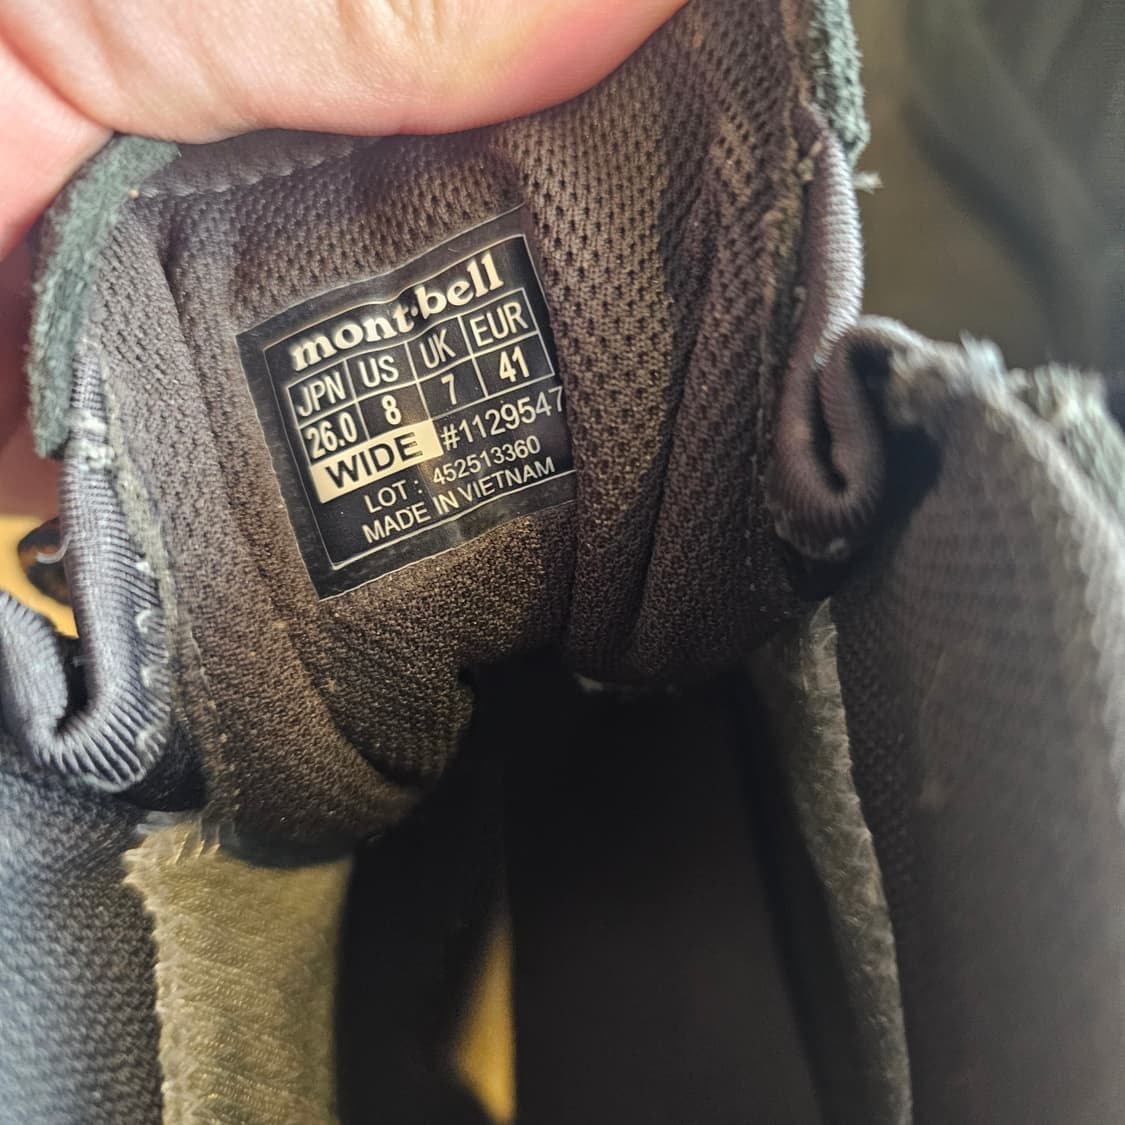 mont·bell
JPN US UK EUR
26.0 8 7 41
WIDE #1129547
LOT : 452513360
MADE IN VIETNAM